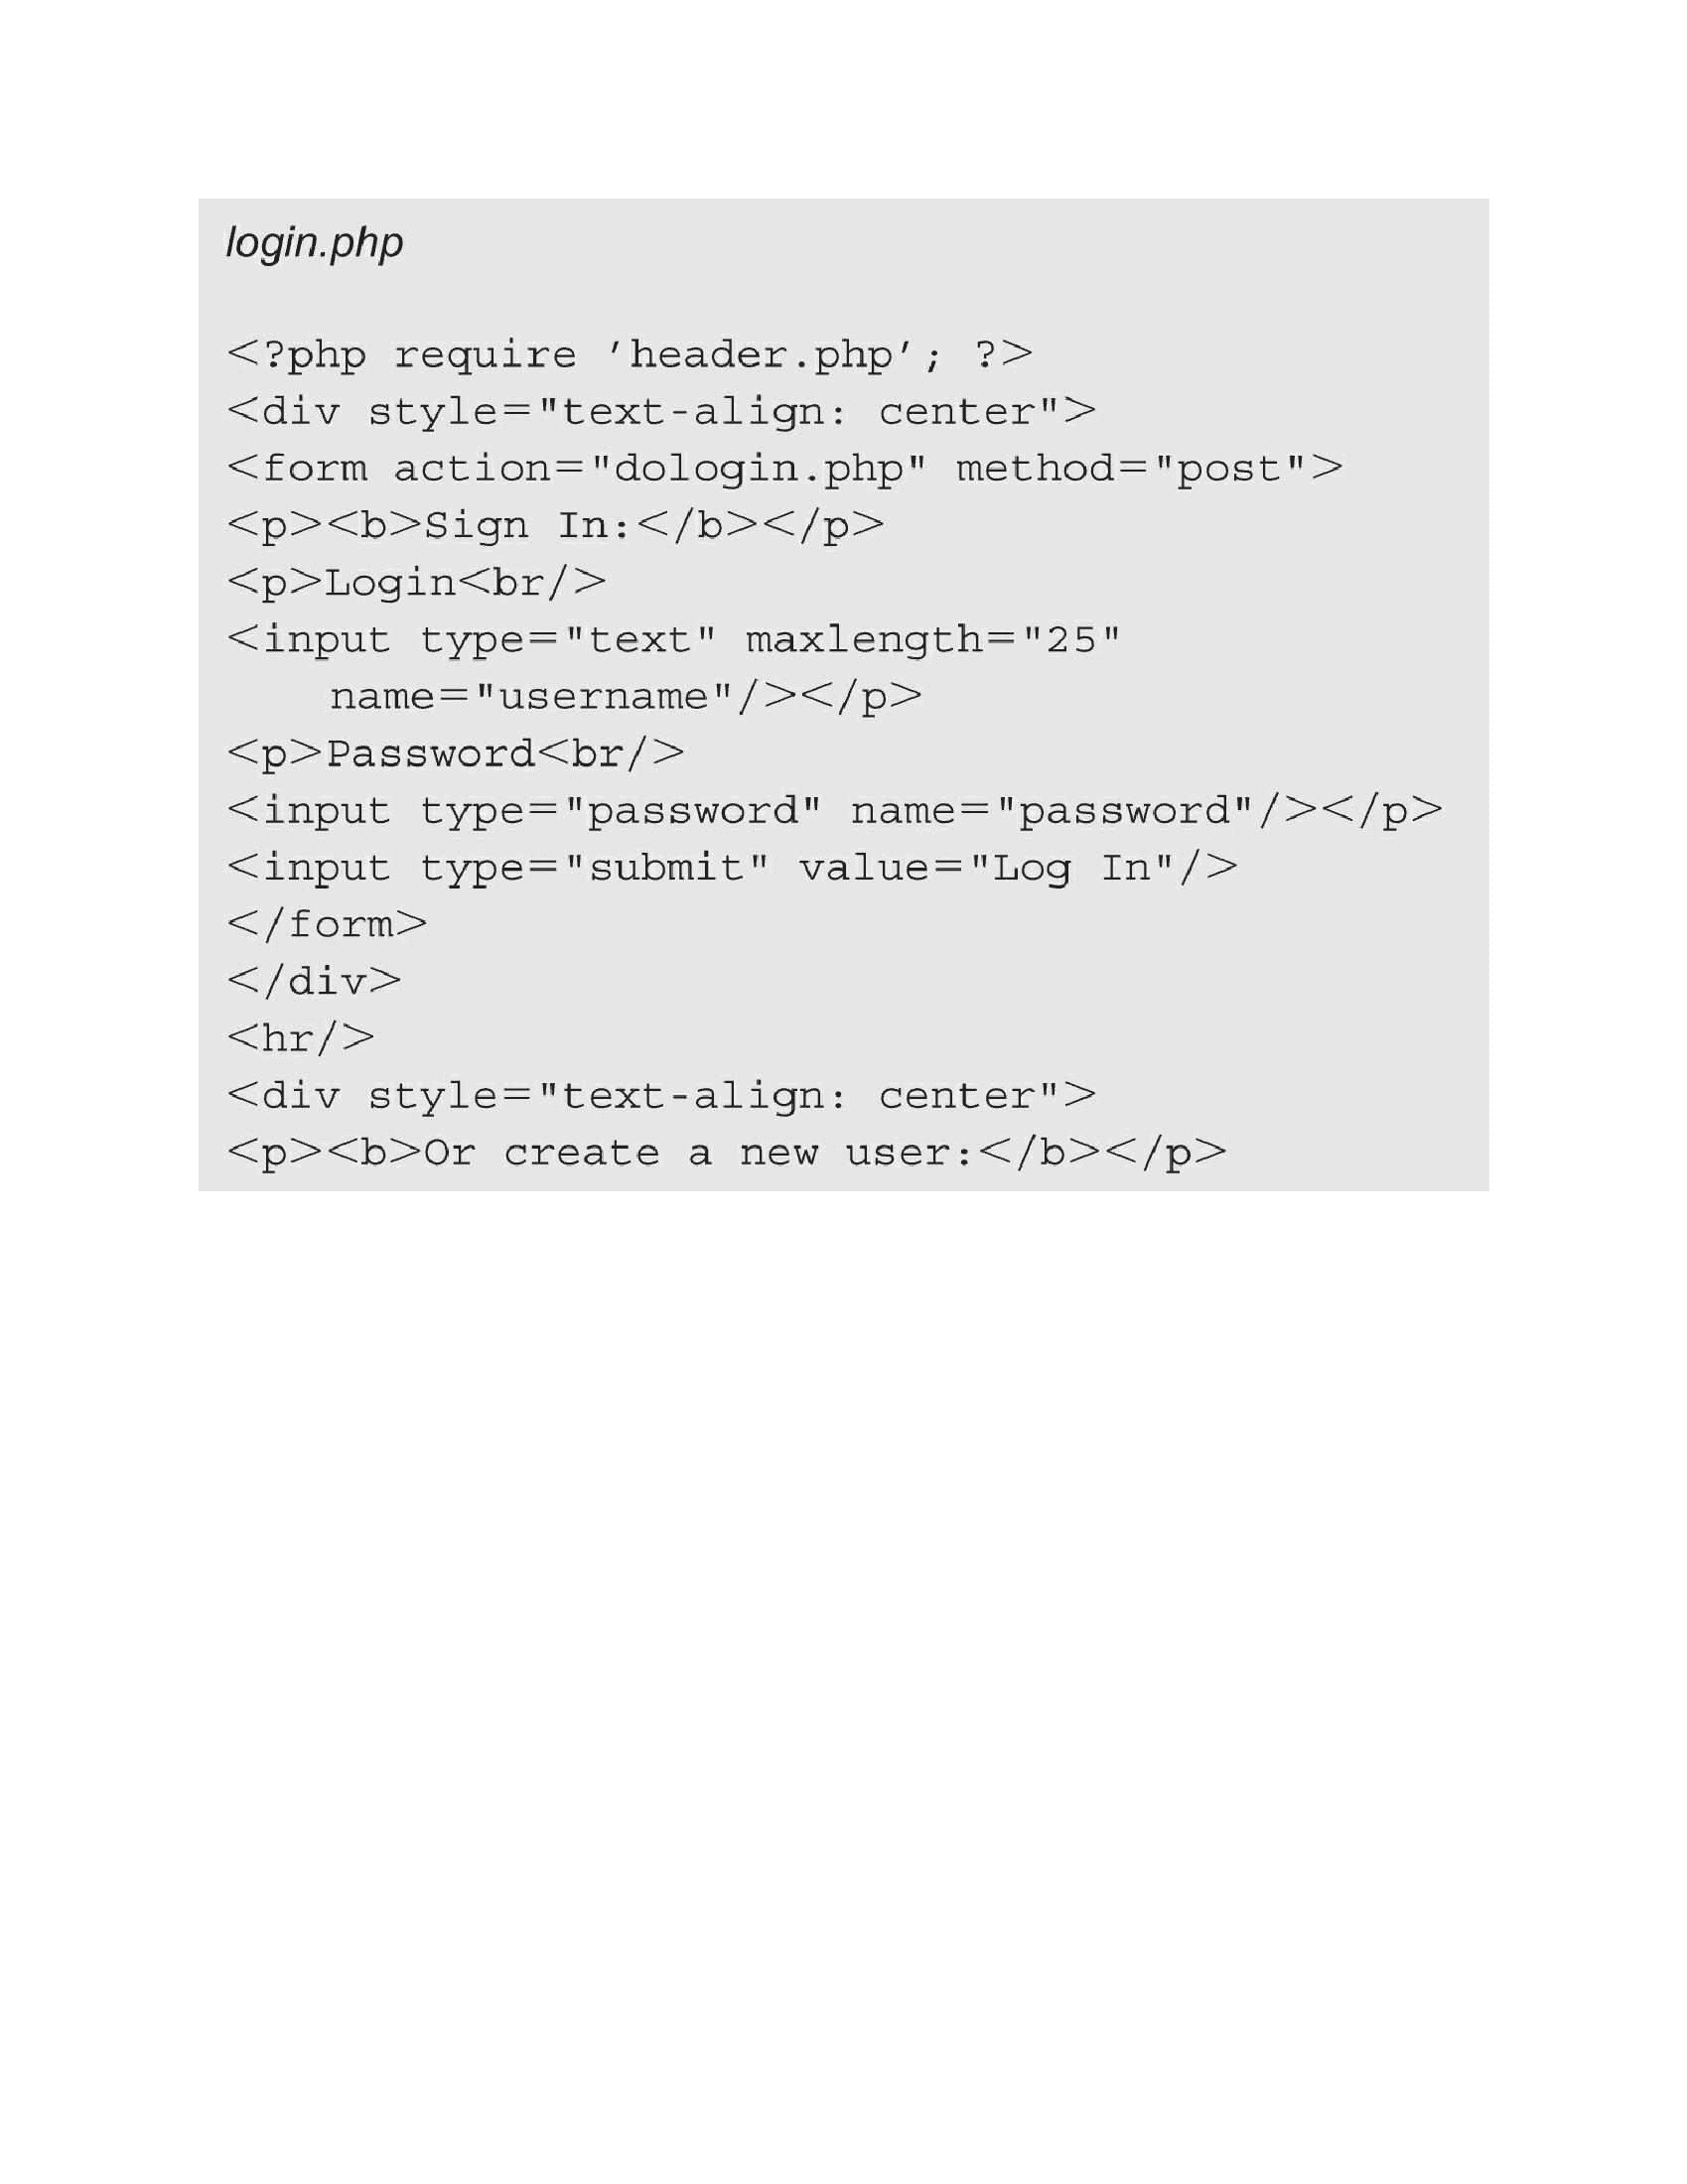 login.php
<?php require ’header.php’; ?>
<div style="text-align: center">
<form action="dologin.php" method="post">
<p><b>Sign In:</b></p>
<p>Login<br/>
<input type="text" maxlength="25"
    name="username"/></p>
<p>Password<br/>
<input type="password" name="password"/></p>
<input type="submit" value="Log In"/>
</form>
</div>
<hr/>
<div style="text-align: center">
<p><b>Or create a new user:</b></p>